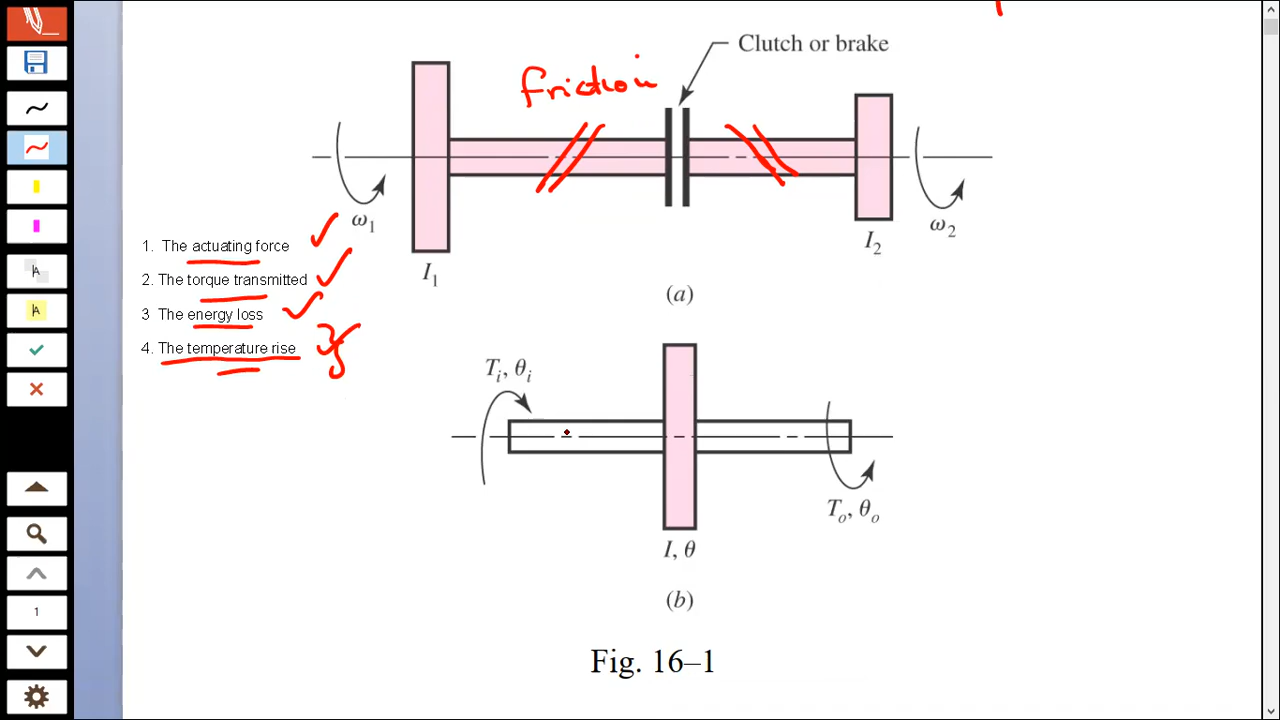 Clutch or brake
friction
ω1
ω2
1. The actuating force
I1
I2
2. The torque transmitted
(a)
3 The energy loss
4. The temperature rise
Ti, θi
To, θo
I, θ
(b)
1
Fig. 16–1